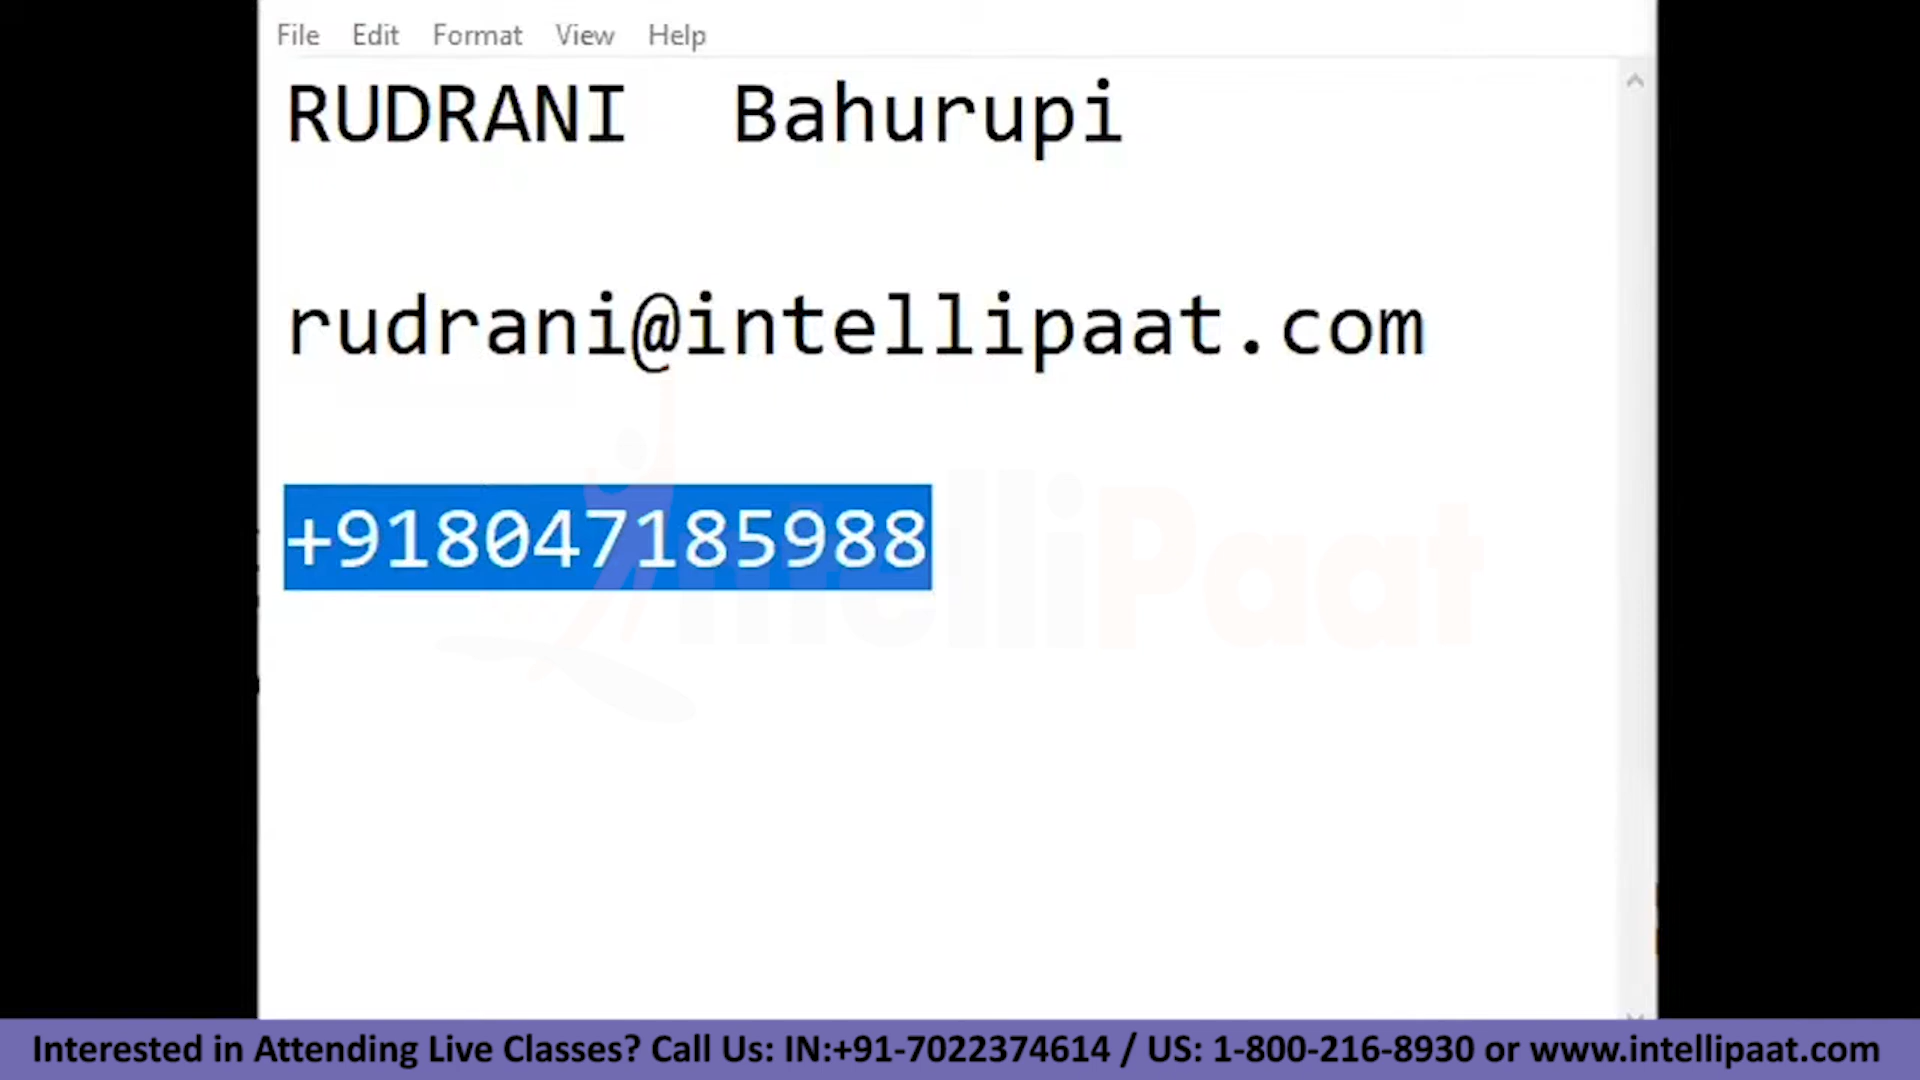 File Edit Format View Help
RUDRANI Bahurupi
rudrani@intellipaat.com
+918047185988
IntelliPaat
Interested in Attending Live Classes? Call Us: IN:+91-7022374614 / US: 1-800-216-8930 or www.intellipaat.com